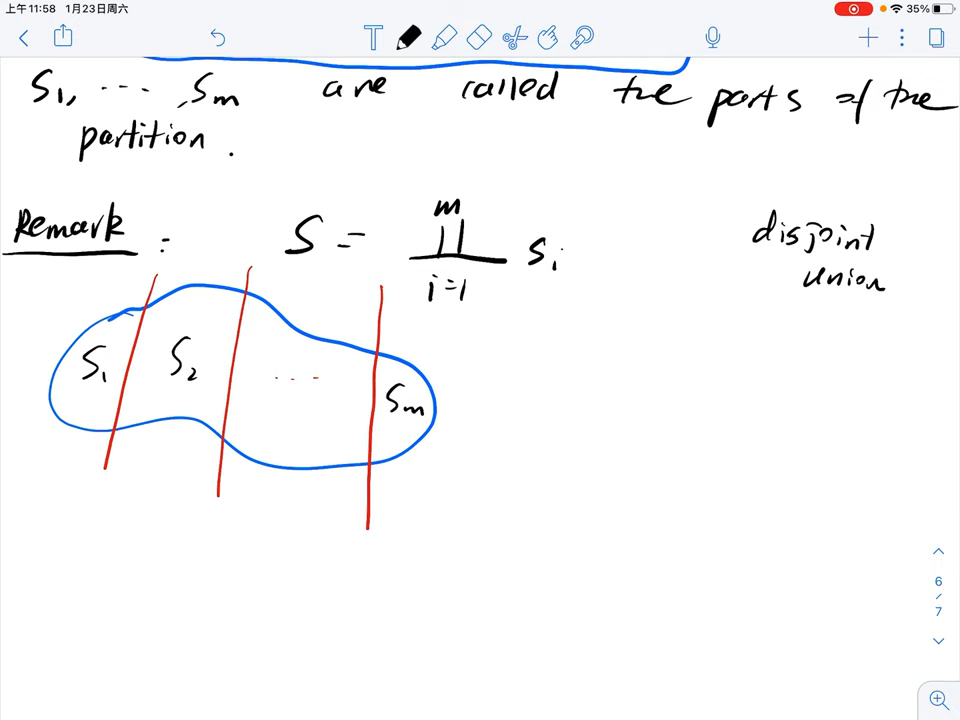 上午11:58 1月23日周六 35%
S₁, ⋯ , Sₘ are called the parts of the
partition.
Remark : S = ∐ᵢ₌₁ᵐ Sᵢ disjoint
union
S₁ S₂ ⋯ Sₘ
6
/
7